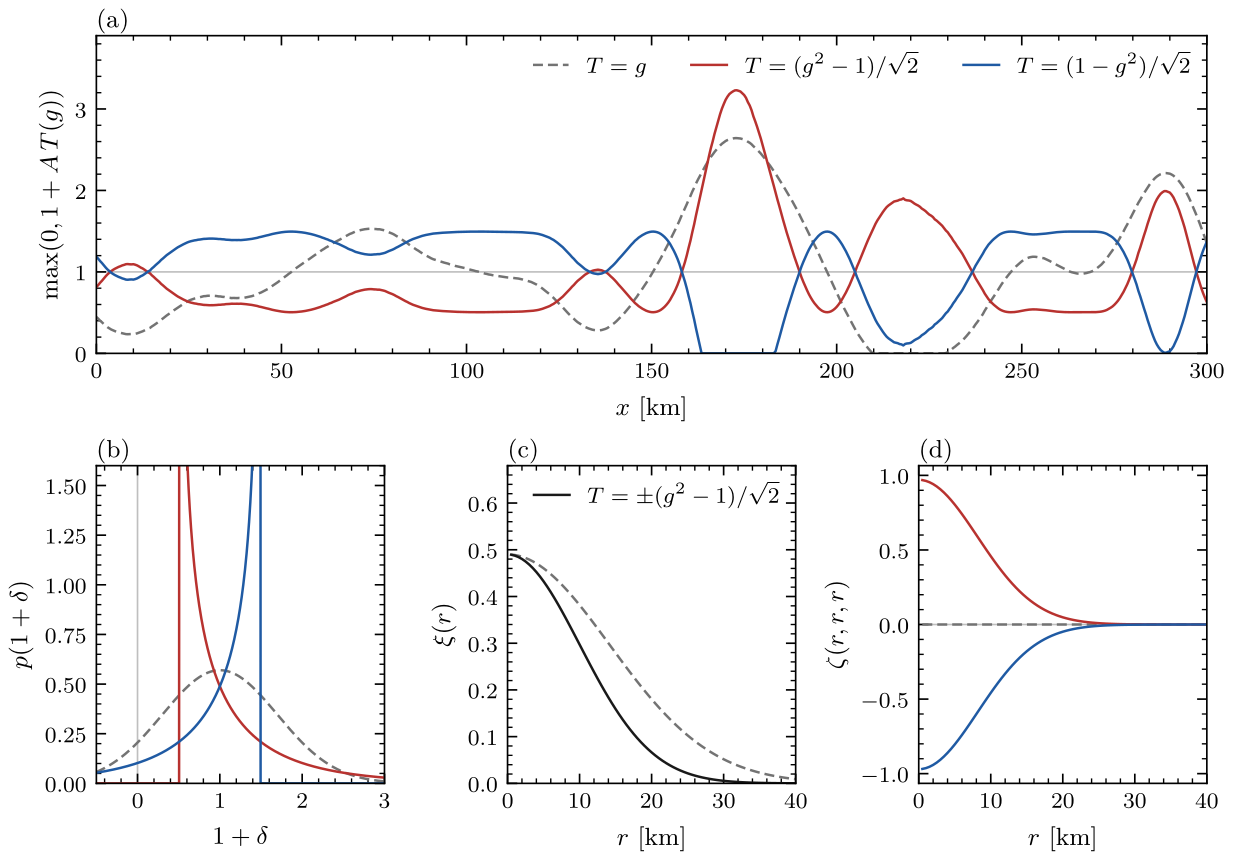 (a)
T = g
T = (g² − 1)/√2
T = (1 − g²)/√2
max(0, 1 + A T(g))
3
2
1
0
0 50 100 150 200 250 300
x [km]
(b)
p(1 + δ)
1.50
1.25
1.00
0.75
0.50
0.25
0.00
0 1 2 3
1 + δ
(c)
T = ±(g² − 1)/√2
ξ(r)
0.6
0.5
0.4
0.3
0.2
0.1
0.0
0 10 20 30 40
r [km]
(d)
ζ(r, r, r)
1.0
0.5
0.0
−0.5
−1.0
0 10 20 30 40
r [km]